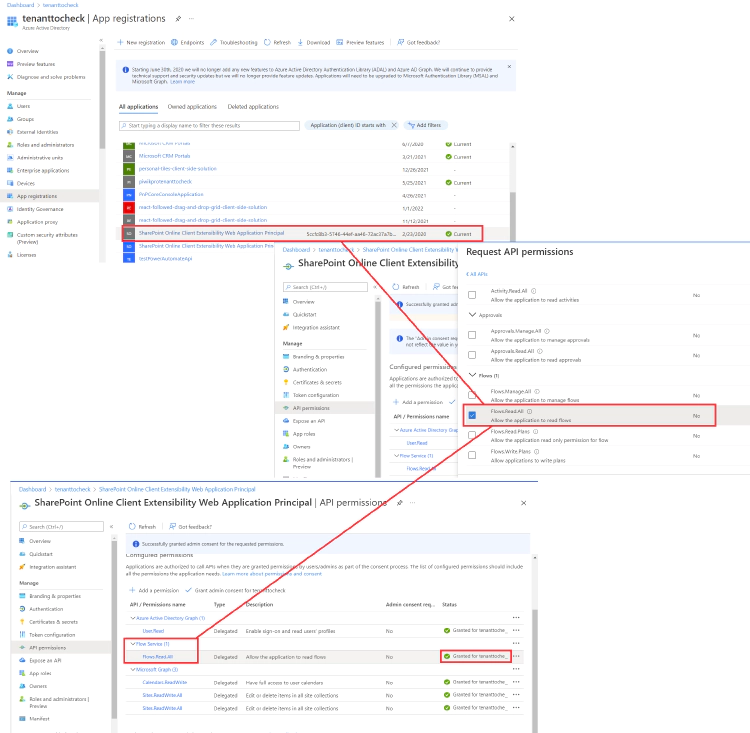 Dashboard > tenanttocheck
tenanttocheck | App registrations
Azure Active Directory
New registration Endpoints Troubleshooting Refresh Download Preview features Got feedback?
Overview
Preview features
Diagnose and solve problems
Manage
Users
Groups
External Identities
Roles and administrators
Administrative units
Enterprise applications
Devices
App registrations
Identity Governance
Application proxy
Custom security attributes
(Preview)
Licenses
Starting June 30th, 2020 we will no longer add any new features to Azure Active Directory Authentication Library (ADAL) and Azure AD Graph. We will continue to provide
technical support and security updates but we will no longer provide feature updates. Applications will need to be upgraded to Microsoft Authentication Library (MSAL) and
Microsoft Graph. Learn more
All applications Owned applications Deleted applications
Start typing a display name to filter these results Application (client) ID starts with Add filters
Microsoft CRM Portals 6/1/2020 Current
MC Microsoft CRM Portals 3/21/2021 Current
personal-tiles-client-side-solution 12/26/2021 -
piwikprotenanttocheck 5/25/2021 Current
PnPCoreConsoleApplication 4/26/2021 -
react-followed-drag-and-drop-grid-client-side-solution 1/1/2022 -
react-followed-drag-and-drop-grid-client-side-solution 11/12/2021 -
SharePoint Online Client Extensibility Web Application Principal 2/23/2020 Current
SharePoint Online Client Extensibility Web Application Prin
testPowerAutomateApi
Dashboard > tenanttocheck > SharePoint Online Client Extensibility W
SharePoint Online Client Extensibility
Search (Ctrl+/)
Refresh Got fee
Overview
Quickstart
Integration assistant
Manage
Branding & properties
Authentication
Certificates & secrets
Token configuration
API permissions
Expose an API
App roles
Owners
Roles and administrators |
Preview
Successfully granted adm
The "Admin consent requ
not reflect the value in yo
Configured permissions
Applications are authorized to
all the permissions the applica
Add a permission
API / Permissions name
Azure Active Directory Grap
User.Read
Flow Service (1)
Flows.Read.All
Request API permissions
All APIs
Activity.Read.All
Allow the application to read activities No
Approvals
Approvals.Manage.All
Allow the application to manage approvals No
Approvals.Read.All
Allow the application to read approvals No
Flows (1)
Flows.Manage.All
Allow the application to manage flows No
Flows.Read.All
Allow the application to read flows No
Flows.Read.Plans
Allow the application read only permission for flow No
Flows.Write.Plans
Allow applications to write plans No
Dashboard > tenanttocheck > SharePoint Online Client Extensibility Web Application Principal
SharePoint Online Client Extensibility Web Application Principal | API permissions
Search (Ctrl+/)
Refresh Got feedback?
Overview
Quickstart
Integration assistant
Manage
Branding & properties
Authentication
Certificates & secrets
Token configuration
API permissions
Expose an API
App roles
Owners
Roles and administrators |
Preview
Manifest
Successfully granted admin consent for the requested permissions.
Configured permissions
Applications are authorized to call APIs when they are granted permissions by users/admins as part of the consent process. The list of configured permissions should include
all the permissions the application needs. Learn more about permissions and consent
Add a permission Grant admin consent for tenanttocheck
API / Permissions name Type Description Admin consent req... Status
Azure Active Directory Graph (1)
User.Read Delegated Enable sign-on and read users' profiles No Granted for tenanttoche...
Flow Service (1)
Flows.Read.All Delegated Allow the application to read flows No Granted for tenanttoche...
Microsoft Graph (3)
Calendars.ReadWrite Delegated Have full access to user calendars No Granted for tenanttoche...
Sites.ReadWrite.All Delegated Edit or delete items in all site collections No Granted for tenanttoche...
Sites.ReadWrite.All Delegated Edit or delete items in all site collections No Granted for tenanttoche...